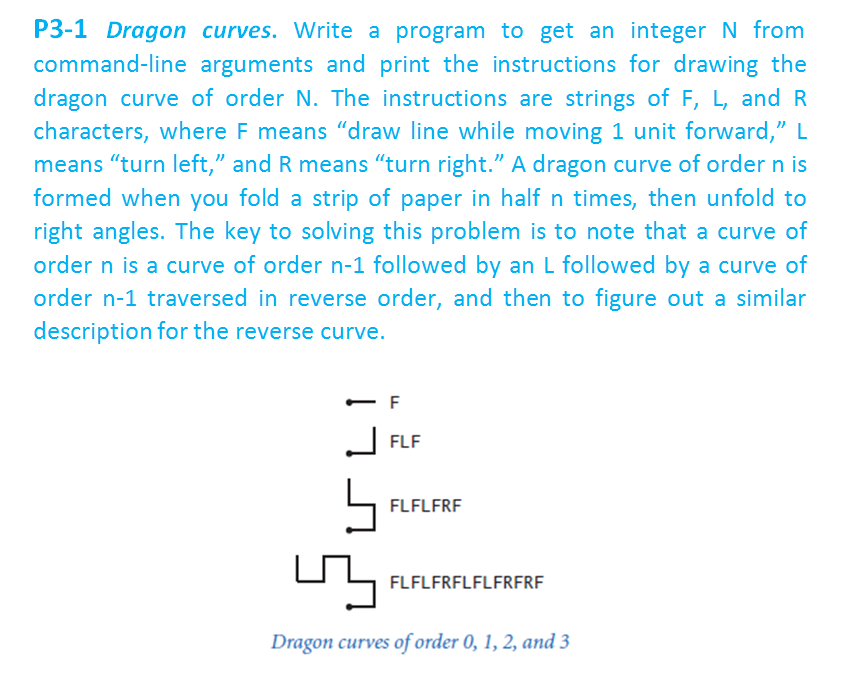 P3-1 Dragon curves. Write a program to get an integer N from
command-line arguments and print the instructions for drawing the
dragon curve of order N. The instructions are strings of F, L, and R
characters, where F means “draw line while moving 1 unit forward,” L
means “turn left,” and R means “turn right.” A dragon curve of order n is
formed when you fold a strip of paper in half n times, then unfold to
right angles. The key to solving this problem is to note that a curve of
order n is a curve of order n-1 followed by an L followed by a curve of
order n-1 traversed in reverse order, and then to figure out a similar
description for the reverse curve.
F
FLF
FLFLFRF
FLFLFRFLFLFRFRF
Dragon curves of order 0, 1, 2, and 3